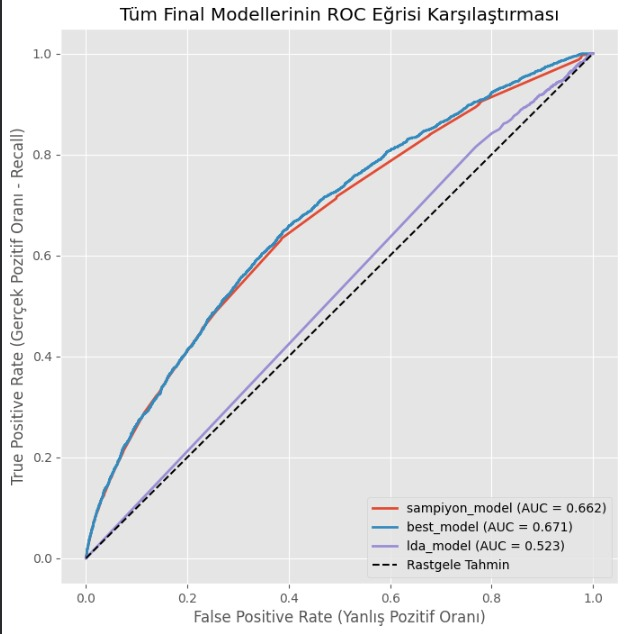 Tüm Final Modellerinin ROC Eğrisi Karşılaştırması
True Positive Rate (Gerçek Pozitif Oranı - Recall)
1.0
0.8
0.6
0.4
0.2
0.0
sampiyon_model (AUC = 0.662)
best_model (AUC = 0.671)
lda_model (AUC = 0.523)
Rastgele Tahmin
0.0 0.2 0.4 0.6 0.8 1.0
False Positive Rate (Yanlış Pozitif Oranı)